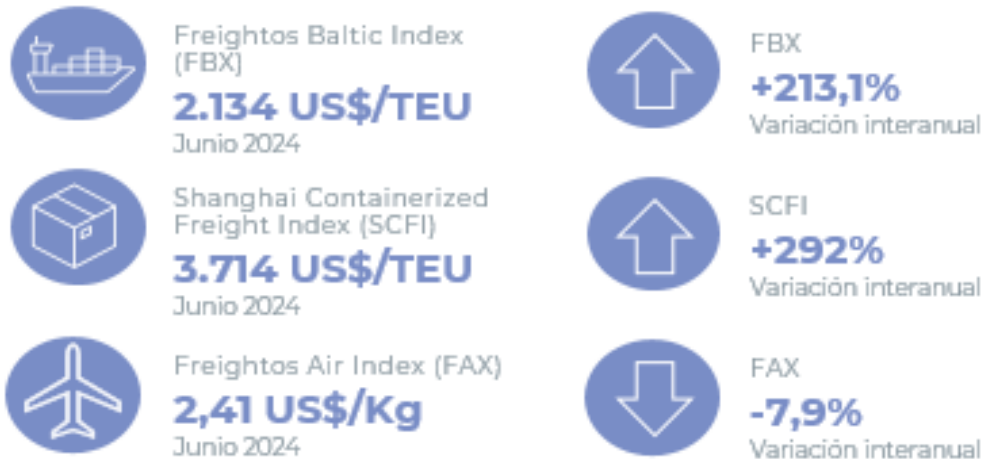 Freightos Baltic Index
(FBX)
2.134 US$/TEU
Junio 2024
FBX
+213,1%
Variación interanual
Shanghai Containerized
Freight Index (SCFI)
3.714 US$/TEU
Junio 2024
SCFI
+292%
Variación interanual
Freightos Air Index (FAX)
2,41 US$/Kg
Junio 2024
FAX
-7,9%
Variación interanual